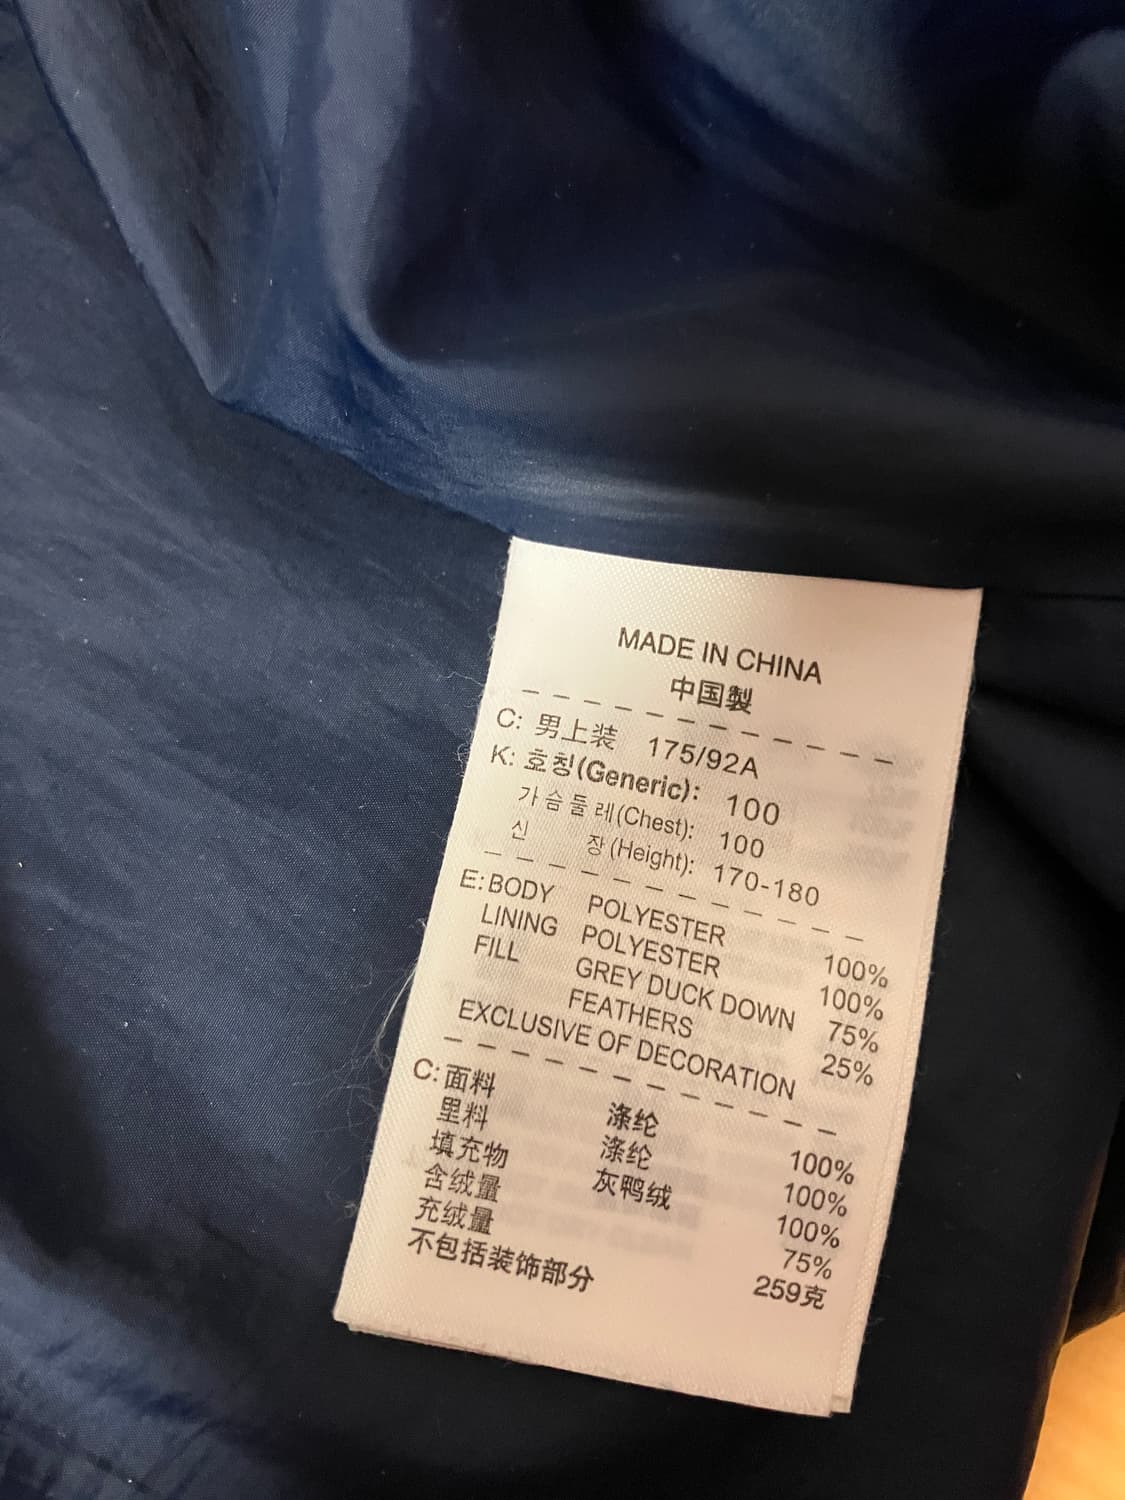 MADE IN CHINA
中国製
C: 男上装 175/92A
K: 호칭(Generic): 100
가슴둘레(Chest): 100
신 장(Height): 170-180
E: BODY POLYESTER 100%
LINING POLYESTER 100%
FILL GREY DUCK DOWN 75%
FEATHERS 25%
EXCLUSIVE OF DECORATION
C: 面料 涤纶 100%
里料 涤纶 100%
填充物 灰鸭绒 100%
含绒量 75%
充绒量 259克
不包括装饰部分